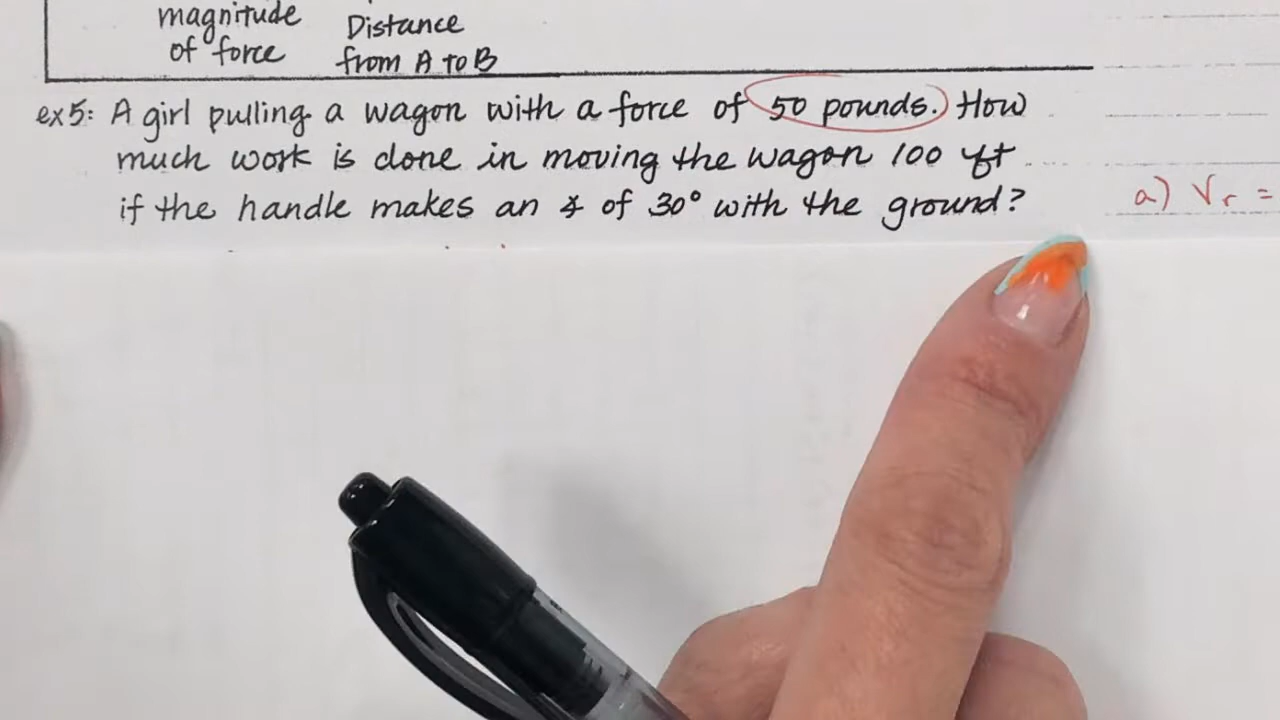 magnitude Distance
of force from A to B
ex5: A girl pulling a wagon with a force of 50 pounds. How
much work is done in moving the wagon 100 ft
if the handle makes an ∡ of 30° with the ground?
a) Vr =